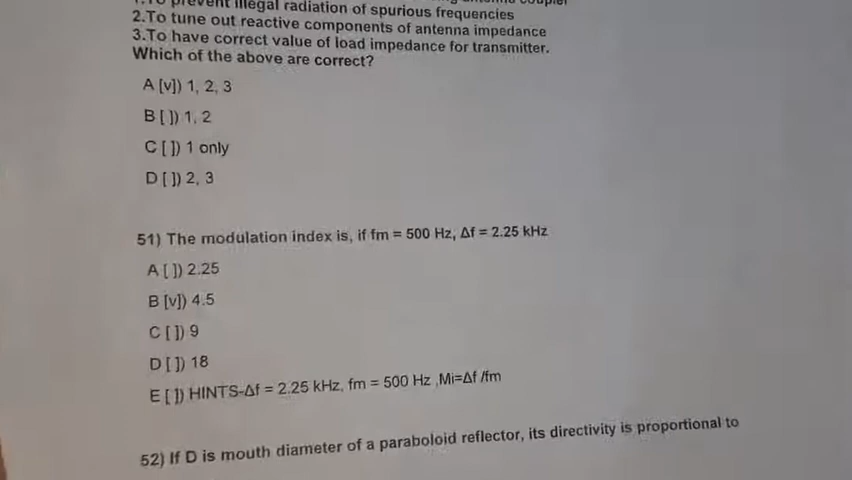 1.To prevent illegal radiation of spurious frequencies
2.To tune out reactive components of antenna impedance
3.To have correct value of load impedance for transmitter.
Which of the above are correct?
A [v]) 1, 2, 3
B [ ]) 1, 2
C [ ]) 1 only
D [ ]) 2, 3
51) The modulation index is, if fm = 500 Hz, Δf = 2.25 kHz
A [ ]) 2.25
B [v]) 4.5
C [ ]) 9
D [ ]) 18
E [ ]) HINTS-Δf = 2.25 kHz, fm = 500 Hz ,Mi=Δf /fm
52) If D is mouth diameter of a paraboloid reflector, its directivity is proportional to